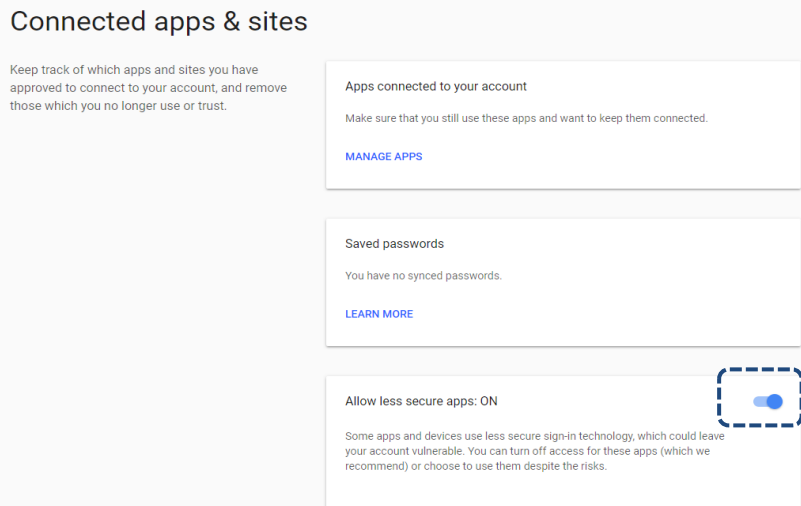 Connected apps & sites
Keep track of which apps and sites you have
approved to connect to your account, and remove
those which you no longer use or trust.
Apps connected to your account
Make sure that you still use these apps and want to keep them connected.
MANAGE APPS
Saved passwords
You have no synced passwords.
LEARN MORE
Allow less secure apps: ON
Some apps and devices use less secure sign-in technology, which could leave
your account vulnerable. You can turn off access for these apps (which we
recommend) or choose to use them despite the risks.